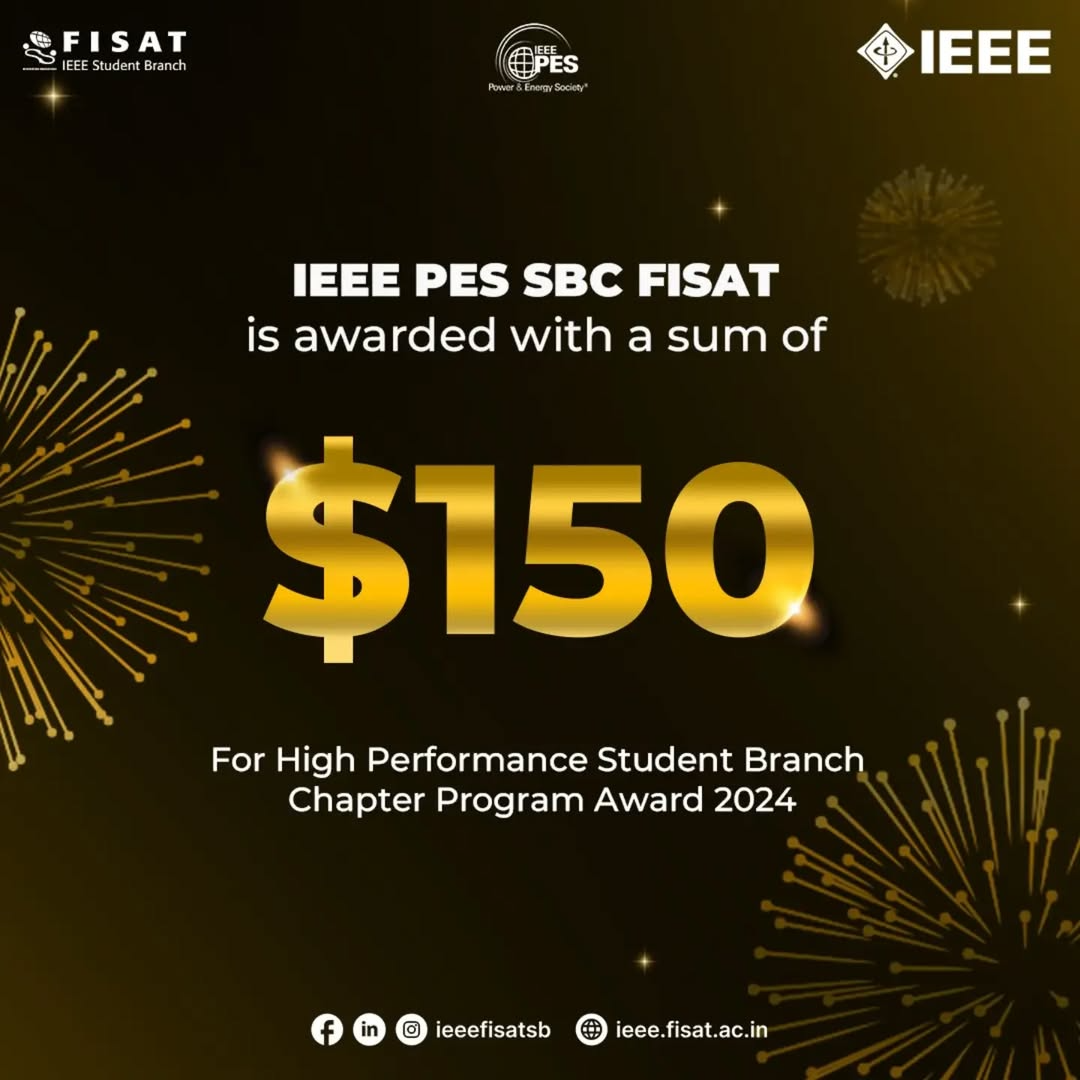 FISAT
IEEE Student Branch
IEEE
PES
Power & Energy Society®
IEEE
IEEE PES SBC FISAT
is awarded with a sum of
$150
For High Performance Student Branch
Chapter Program Award 2024
ieeefisatsb ieee.fisat.ac.in